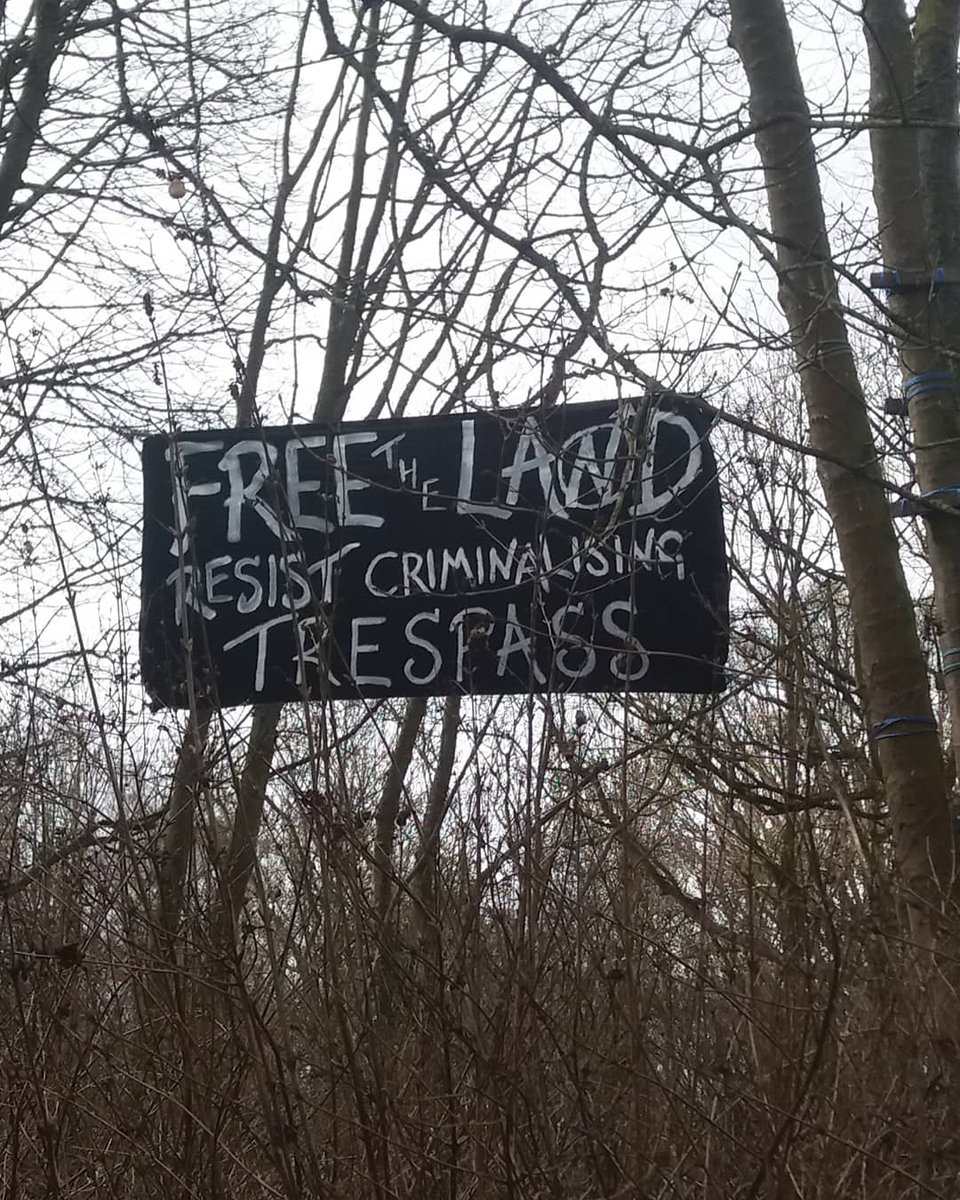 FREE THE LAND
RESIST CRIMINALISING
TRESPASS